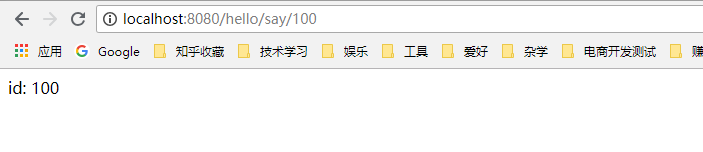 localhost:8080/hello/say/100
应用 Google 知乎收藏 技术学习 娱乐 工具 爱好 杂学 电商开发测试
id: 100